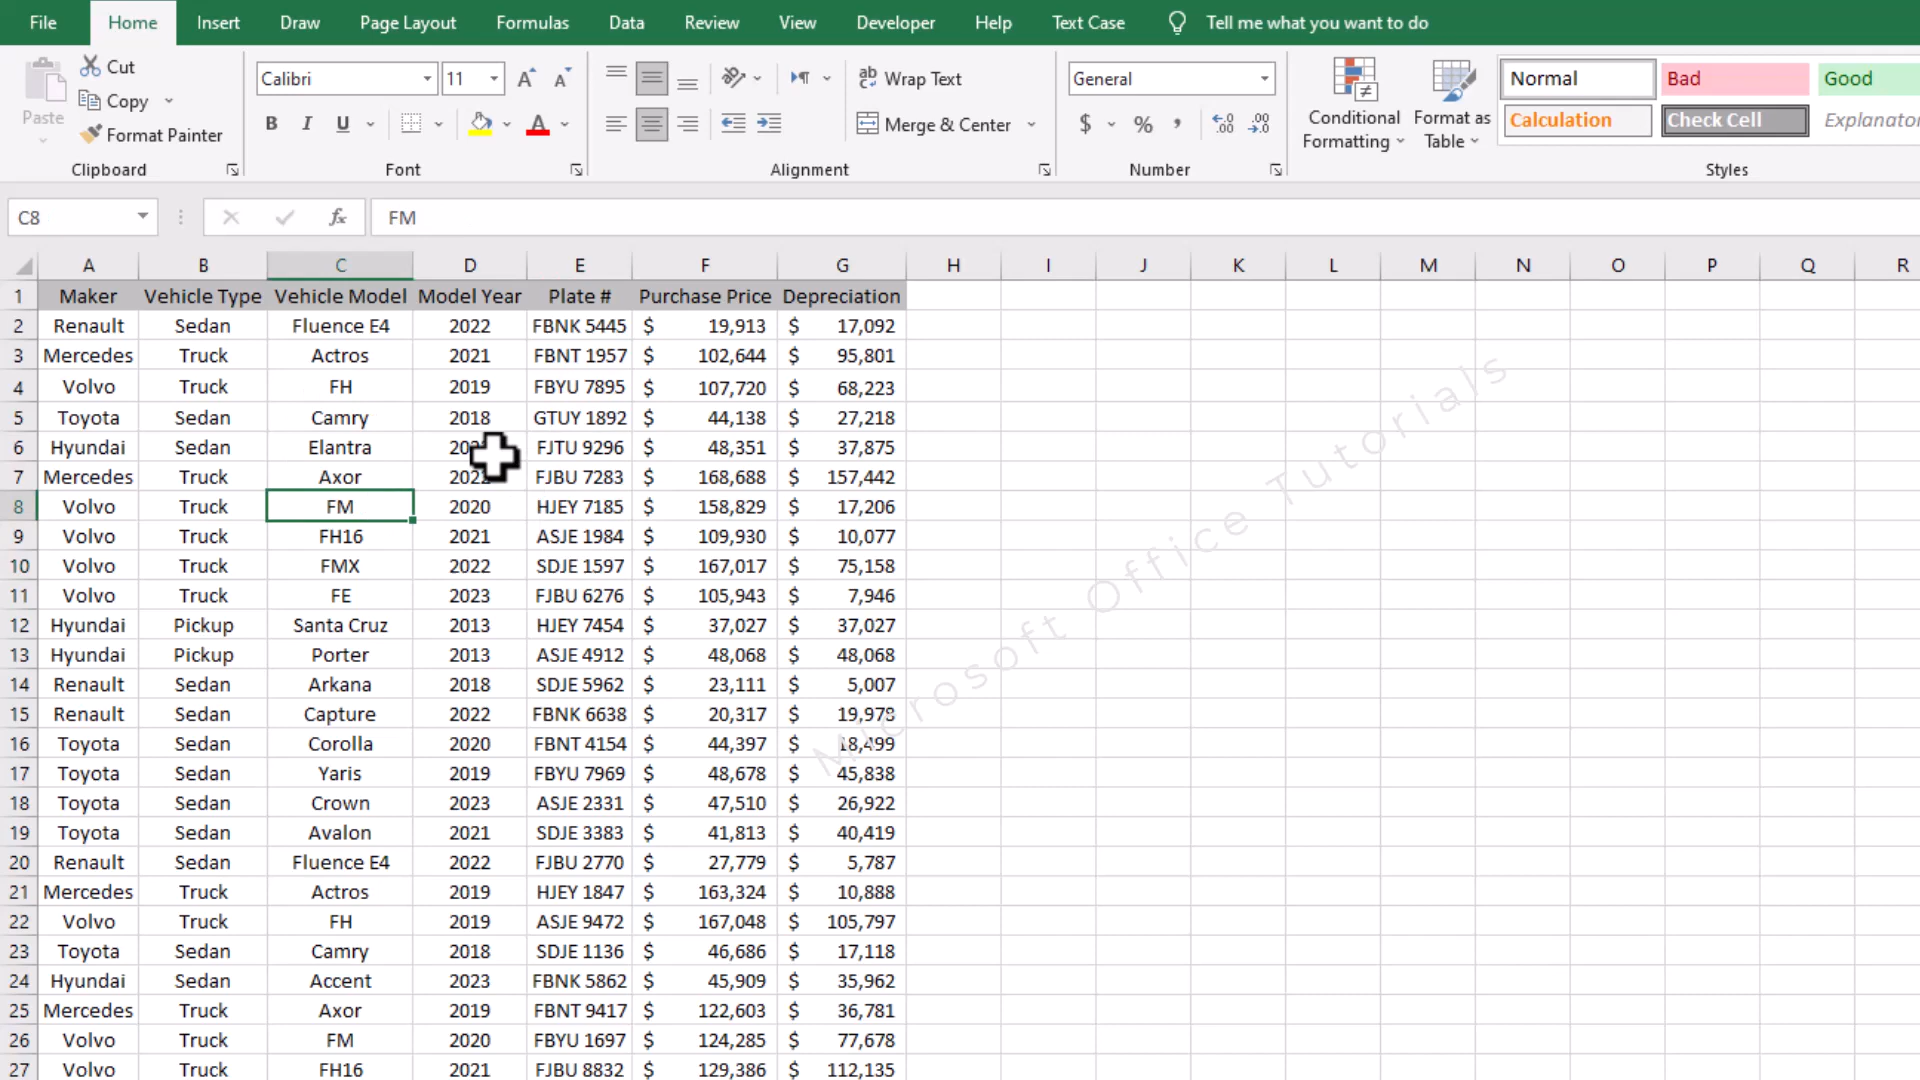 File Home Insert Draw Page Layout Formulas Data Review View Developer Help Text Case Tell me what you want to do
Paste Cut
Copy
Format Painter
Clipboard
Calibri 11
B I U A
Font
ab Wrap Text
Merge & Center
Alignment
General
$ % , .00 .00
Number
Conditional Formatting
Format as Table
Normal Bad Good
Calculation Check Cell
Styles
C8 fx FM
A B C D E F G H I J K L M N O P Q R
1 Maker Vehicle Type Vehicle Model Model Year Plate # Purchase Price Depreciation
2 Renault Sedan Fluence E4 2022 FBNK 5445 $ 19,913 $ 17,092
3 Mercedes Truck Actros 2021 FBNT 1957 $ 102,644 $ 95,801
4 Volvo Truck FH 2019 FBYU 7895 $ 107,720 $ 68,223
5 Toyota Sedan Camry 2018 GTUY 1892 $ 44,138 $ 27,218
6 Hyundai Sedan Elantra FJTU 9296 $ 48,351 $ 37,875
7 Mercedes Truck Axor 2022 FJBU 7283 $ 168,688 $ 157,442
8 Volvo Truck FM 2020 HJEY 7185 $ 158,829 $ 17,206
9 Volvo Truck FH16 2021 ASJE 1984 $ 109,930 $ 10,077
10 Volvo Truck FMX 2022 SDJE 1597 $ 167,017 $ 75,158
11 Volvo Truck FE 2023 FJBU 6276 $ 105,943 $ 7,946
12 Hyundai Pickup Santa Cruz 2013 HJEY 7454 $ 37,027 $ 37,027
13 Hyundai Pickup Porter 2013 ASJE 4912 $ 48,068 $ 48,068
14 Renault Sedan Arkana 2018 SDJE 5962 $ 23,111 $ 5,007
15 Renault Sedan Capture 2022 FBNK 6638 $ 20,317 $ 19,978
16 Toyota Sedan Corolla 2020 FBNT 4154 $ 44,397 $ 18,499
17 Toyota Sedan Yaris 2019 FBYU 7969 $ 48,678 $ 45,838
18 Toyota Sedan Crown 2023 ASJE 2331 $ 47,510 $ 26,922
19 Toyota Sedan Avalon 2021 SDJE 3383 $ 41,813 $ 40,419
20 Renault Sedan Fluence E4 2022 FJBU 2770 $ 27,779 $ 5,787
21 Mercedes Truck Actros 2019 HJEY 1847 $ 163,324 $ 10,888
22 Volvo Truck FH 2019 ASJE 9472 $ 167,048 $ 105,797
23 Toyota Sedan Camry 2018 SDJE 1136 $ 46,686 $ 17,118
24 Hyundai Sedan Accent 2023 FBNK 5862 $ 45,909 $ 35,962
25 Mercedes Truck Axor 2019 FBNT 9417 $ 122,603 $ 36,781
26 Volvo Truck FM 2020 FBYU 1697 $ 124,285 $ 77,678
27 Volvo Truck FH16 2021 FJBU 8832 $ 129,386 $ 112,135
Microsoft Office Tutorials